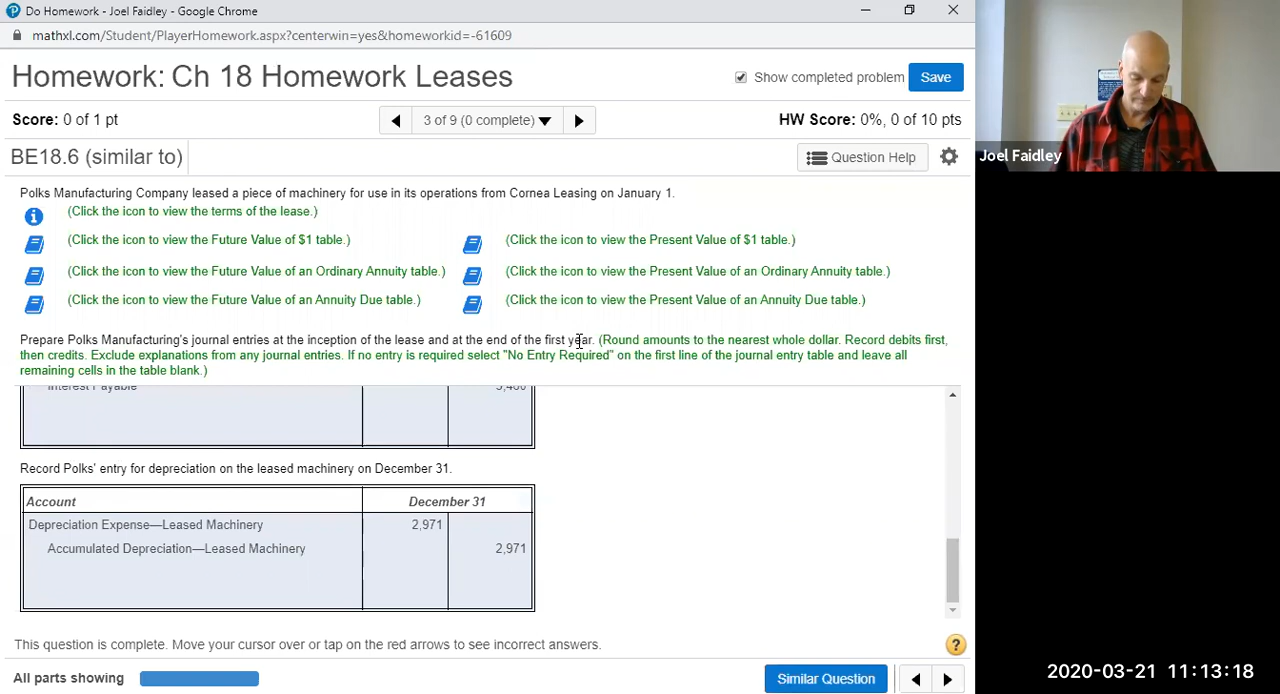 Do Homework - Joel Faidley - Google Chrome
mathxl.com/Student/PlayerHomework.aspx?centerwin=yes&homeworkid=-61609
Homework: Ch 18 Homework Leases
Show completed problem
Save
Score: 0 of 1 pt
3 of 9 (0 complete)
HW Score: 0%, 0 of 10 pts
BE18.6 (similar to)
Question Help
Joel Faidley
Polks Manufacturing Company leased a piece of machinery for use in its operations from Cornea Leasing on January 1.
(Click the icon to view the terms of the lease.)
(Click the icon to view the Future Value of $1 table.)
(Click the icon to view the Present Value of $1 table.)
(Click the icon to view the Future Value of an Ordinary Annuity table.)
(Click the icon to view the Present Value of an Ordinary Annuity table.)
(Click the icon to view the Future Value of an Annuity Due table.)
(Click the icon to view the Present Value of an Annuity Due table.)
Prepare Polks Manufacturing's journal entries at the inception of the lease and at the end of the first year. (Round amounts to the nearest whole dollar. Record debits first,
then credits. Exclude explanations from any journal entries. If no entry is required select "No Entry Required" on the first line of the journal entry table and leave all
remaining cells in the table blank.)
Interest Payable
Record Polks' entry for depreciation on the leased machinery on December 31.
Account December 31
Depreciation Expense—Leased Machinery 2,971
Accumulated Depreciation—Leased Machinery 2,971
This question is complete. Move your cursor over or tap on the red arrows to see incorrect answers.
?
All parts showing
Similar Question
2020-03-21 11:13:18